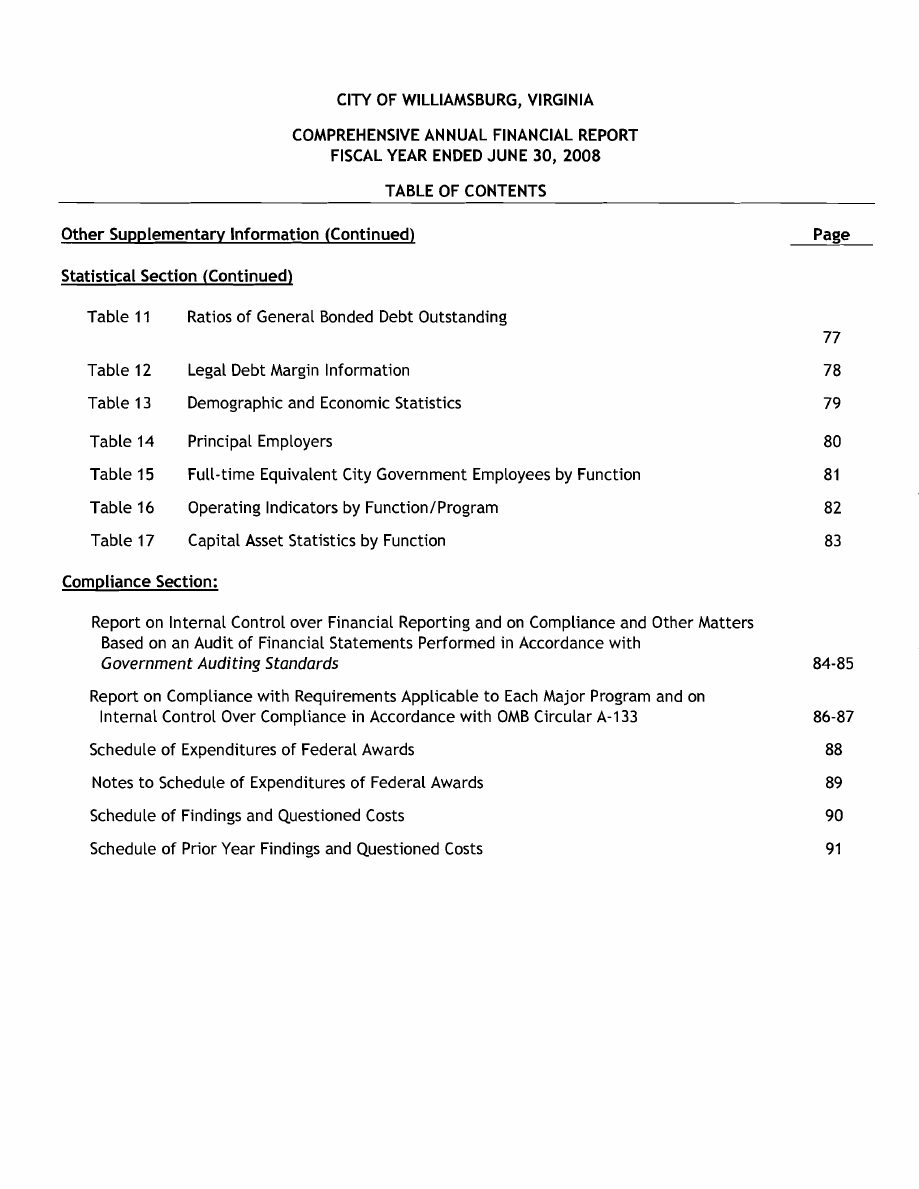 CITY OF WILLIAMSBURG, VIRGINIA
COMPREHENSIVE ANNUAL FINANCIAL REPORT
FISCAL YEAR ENDED JUNE 30, 2008
TABLE OF CONTENTS
Other Supplementary Information (Continued) Page
Statistical Section (Continued)
Table 11 Ratios of General Bonded Debt Outstanding
77
Table 12 Legal Debt Margin Information 78
Table 13 Demographic and Economic Statistics 79
Table 14 Principal Employers 80
Table 15 Full-time Equivalent City Government Employees by Function 81
Table 16 Operating Indicators by Function/Program 82
Table 17 Capital Asset Statistics by Function 83
Compliance Section:
Report on Internal Control over Financial Reporting and on Compliance and Other Matters
Based on an Audit of Financial Statements Performed in Accordance with
Government Auditing Standards 84-85
Report on Compliance with Requirements Applicable to Each Major Program and on
Internal Control Over Compliance in Accordance with OMB Circular A-133 86-87
Schedule of Expenditures of Federal Awards 88
Notes to Schedule of Expenditures of Federal Awards 89
Schedule of Findings and Questioned Costs 90
Schedule of Prior Year Findings and Questioned Costs 91